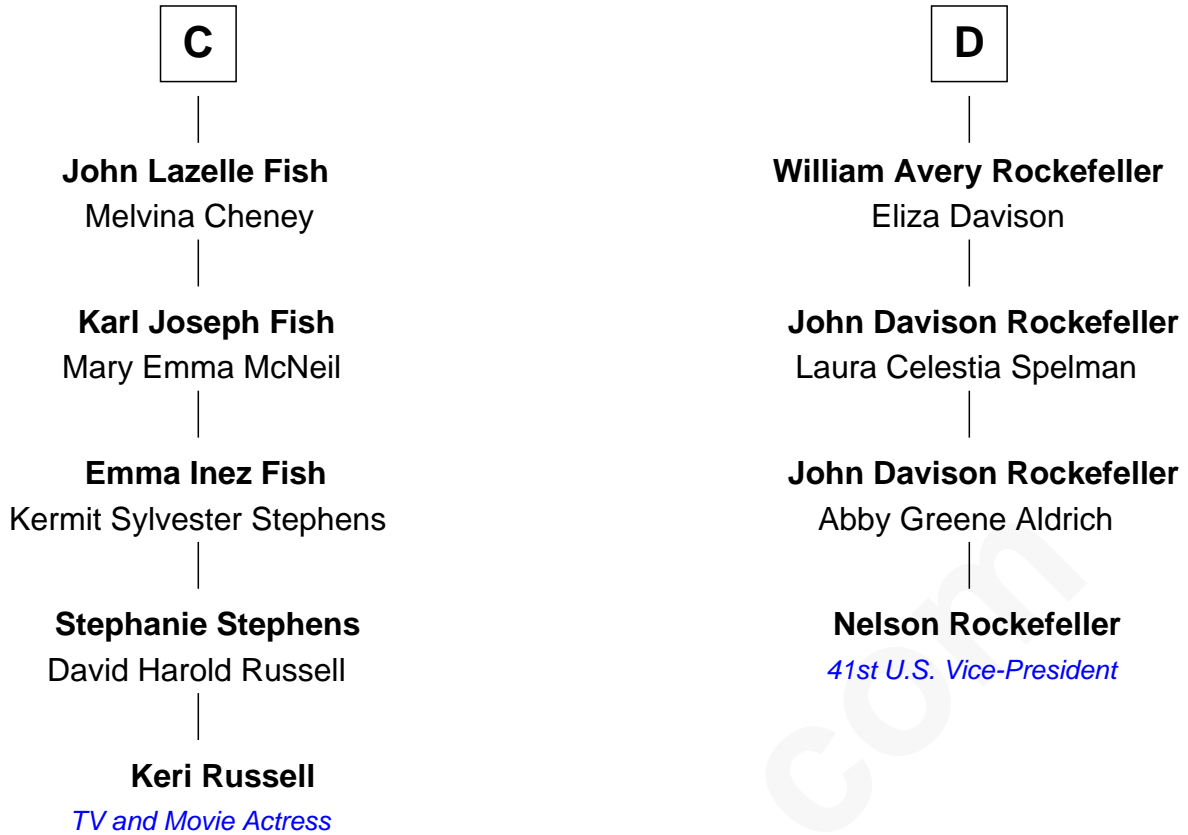 C
John Lazelle Fish
Melvina Cheney
Karl Joseph Fish
Mary Emma McNeil
Emma Inez Fish
Kermit Sylvester Stephens
Stephanie Stephens
David Harold Russell
Keri Russell
TV and Movie Actress
D
William Avery Rockefeller
Eliza Davison
John Davison Rockefeller
Laura Celestia Spelman
John Davison Rockefeller
Abby Greene Aldrich
Nelson Rockefeller
41st U.S. Vice-President
com